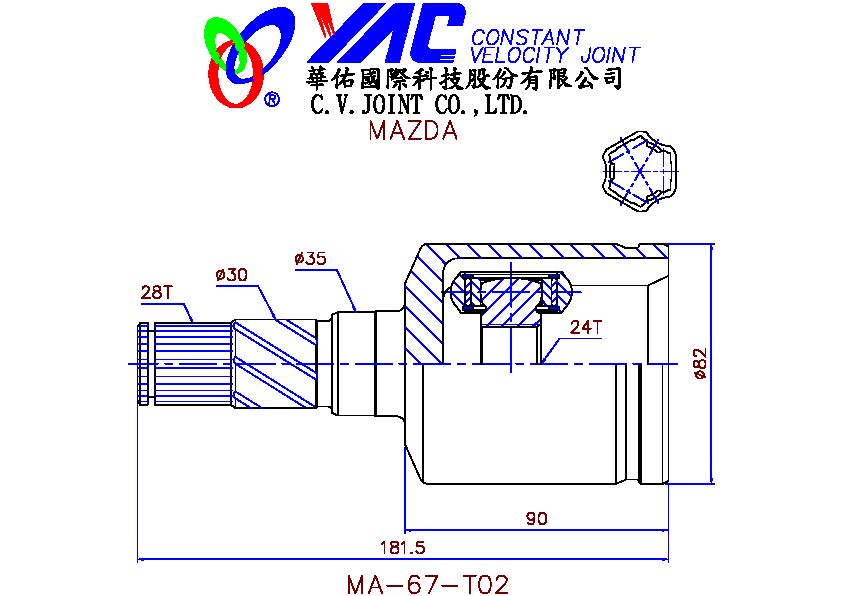 YAC CONSTANT
VELOCITY JOINT
®
華佑國際科技股份有限公司
C.V.JOINT CO.,LTD.
MAZDA
ø35
ø30
28T
24T
ø82
90
181.5
MA-67-T02